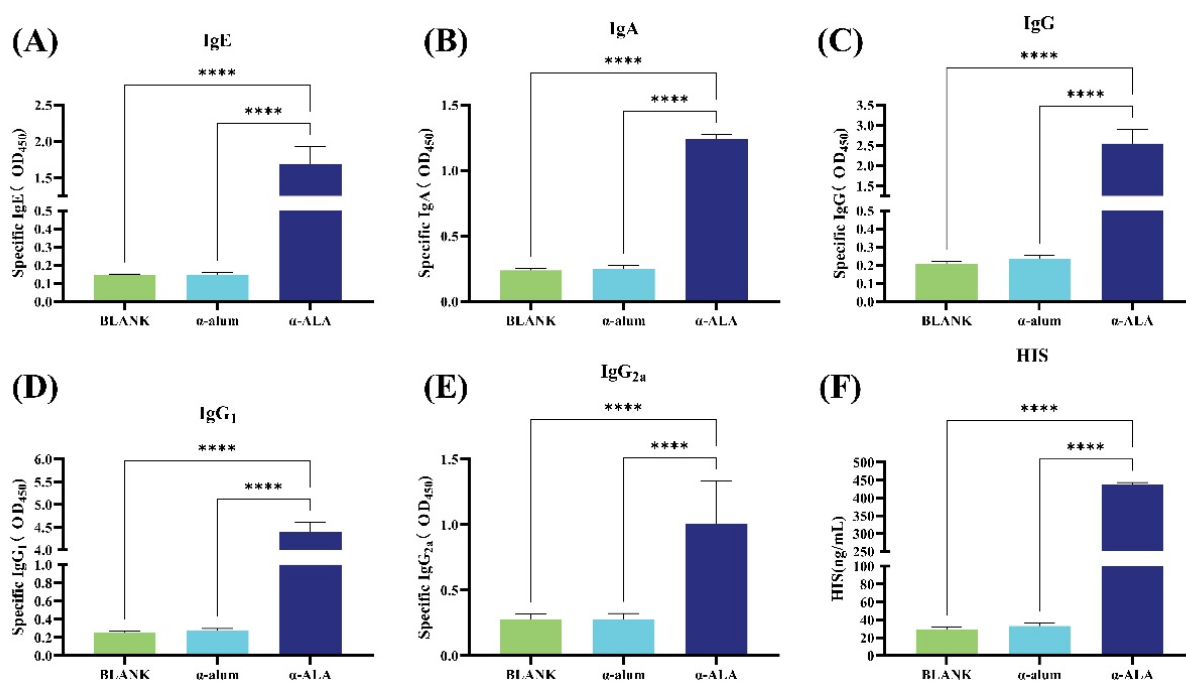 (A)
IgE
****
****
Specific IgE( OD450)
2.5
2.0
1.5
0.5
0.4
0.3
0.2
0.1
0.0
BLANK α-alum α-ALA
(B)
IgA
****
****
Specific IgA( OD450)
1.5
1.0
0.5
0.0
BLANK α-alum α-ALA
(C)
IgG
****
****
Specific IgG( OD450)
3.5
3.0
2.5
2.0
1.5
0.5
0.4
0.3
0.2
0.1
0.0
BLANK α-alum α-ALA
(D)
IgG1
****
****
Specific IgG1( OD450)
6.0
5.5
5.0
4.5
4.0
1.0
0.8
0.6
0.4
0.2
0.0
BLANK α-alum α-ALA
(E)
IgG2a
****
****
Specific IgG2a( OD450)
1.5
1.0
0.5
0.0
BLANK α-alum α-ALA
(F)
HIS
****
****
HIS(ng/mL)
500
450
400
350
300
250
100
80
60
40
20
0
BLANK α-alum α-ALA